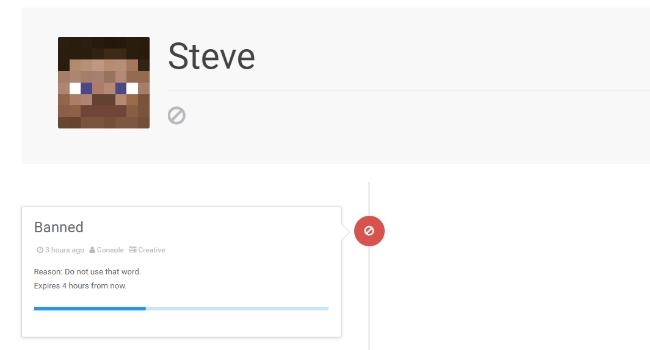 Steve
Banned
3 hours ago Console Creative
Reason: Do not use that word.
Expires 4 hours from now.